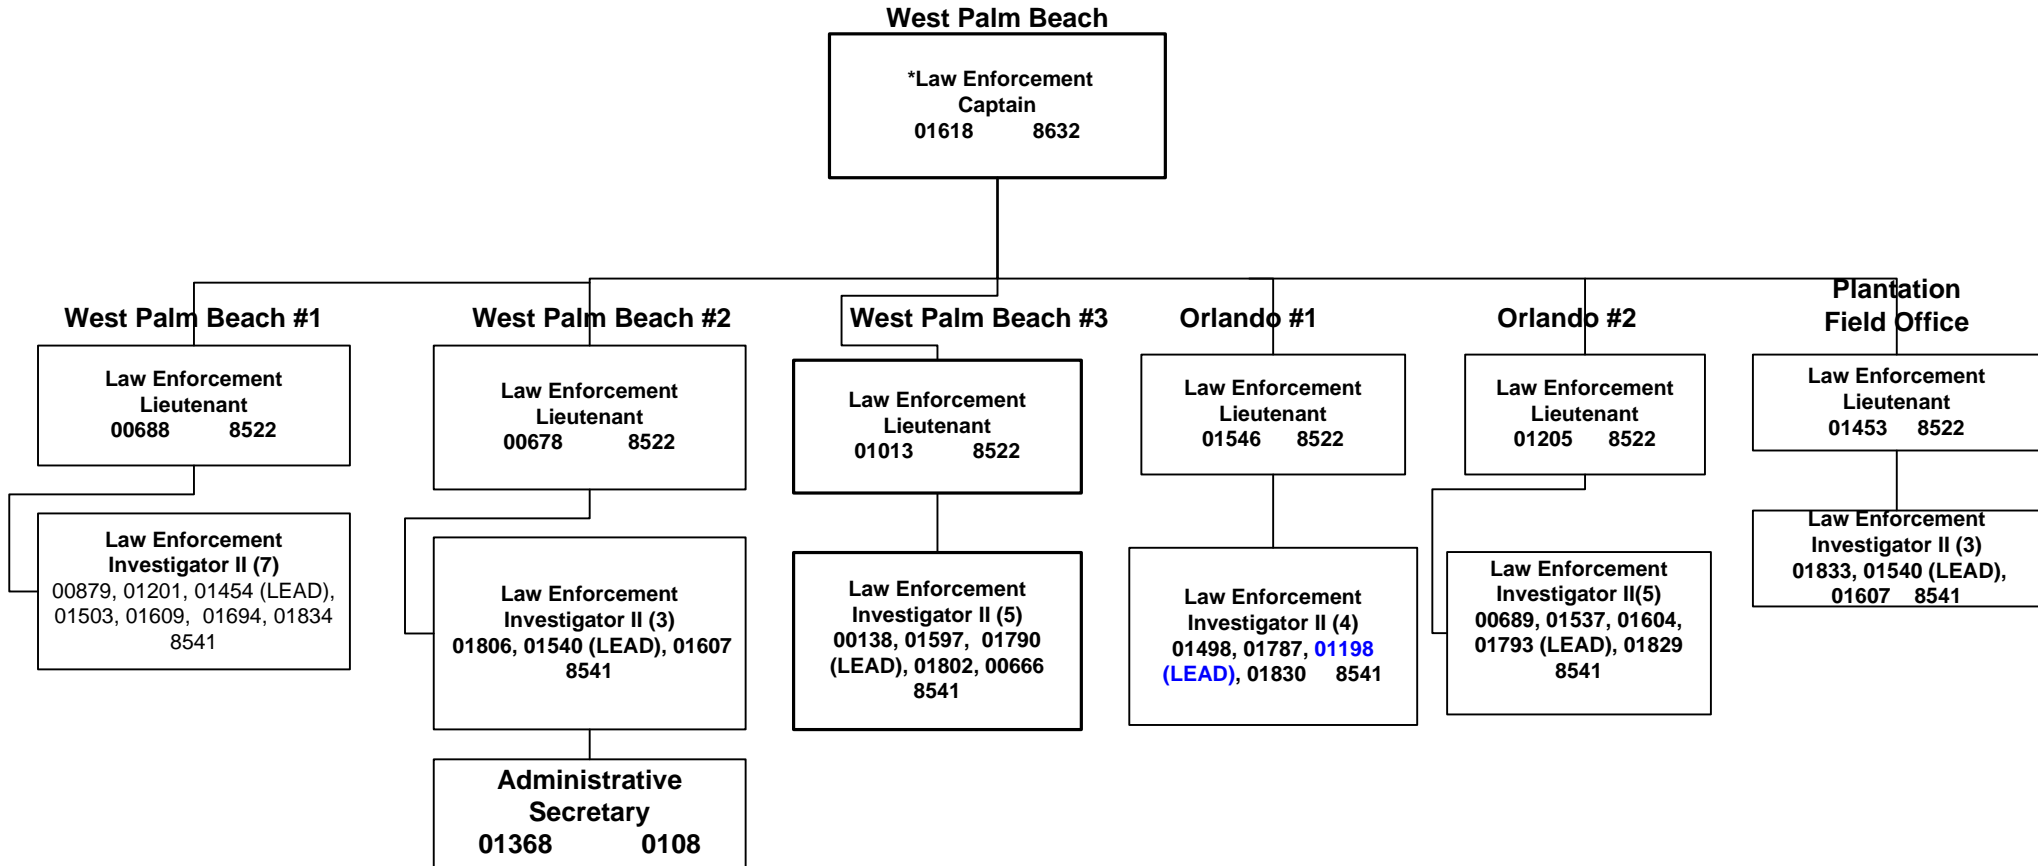 West Palm Beach
*Law Enforcement
Captain
01618 8632
West Palm Beach #1
Law Enforcement
Lieutenant
00688 8522
Law Enforcement
Investigator II (7)
00879, 01201, 01454 (LEAD),
01503, 01609, 01694, 01834
8541
West Palm Beach #2
Law Enforcement
Lieutenant
00678 8522
Law Enforcement
Investigator II (3)
01806, 01540 (LEAD), 01607
8541
Administrative
Secretary
01368 0108
West Palm Beach #3
Law Enforcement
Lieutenant
01013 8522
Law Enforcement
Investigator II (5)
00138, 01597, 01790
(LEAD), 01802, 00666
8541
Orlando #1
Law Enforcement
Lieutenant
01546 8522
Law Enforcement
Investigator II (4)
01498, 01787, 01198
(LEAD), 01830 8541
Orlando #2
Law Enforcement
Lieutenant
01205 8522
Law Enforcement
Investigator II(5)
00689, 01537, 01604,
01793 (LEAD), 01829
8541
Plantation
Field Office
Law Enforcement
Lieutenant
01453 8522
Law Enforcement
Investigator II (3)
01833, 01540 (LEAD),
01607 8541